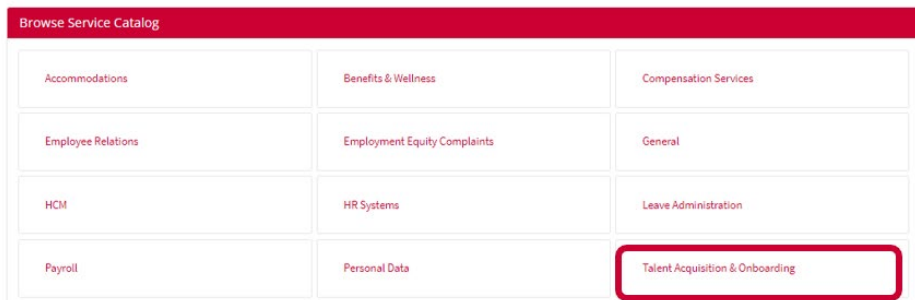 Browse Service Catalog
Accommodations
Benefits & Wellness
Compensation Services
Employee Relations
Employment Equity Complaints
General
HCM
HR Systems
Leave Administration
Payroll
Personal Data
Talent Acquisition & Onboarding